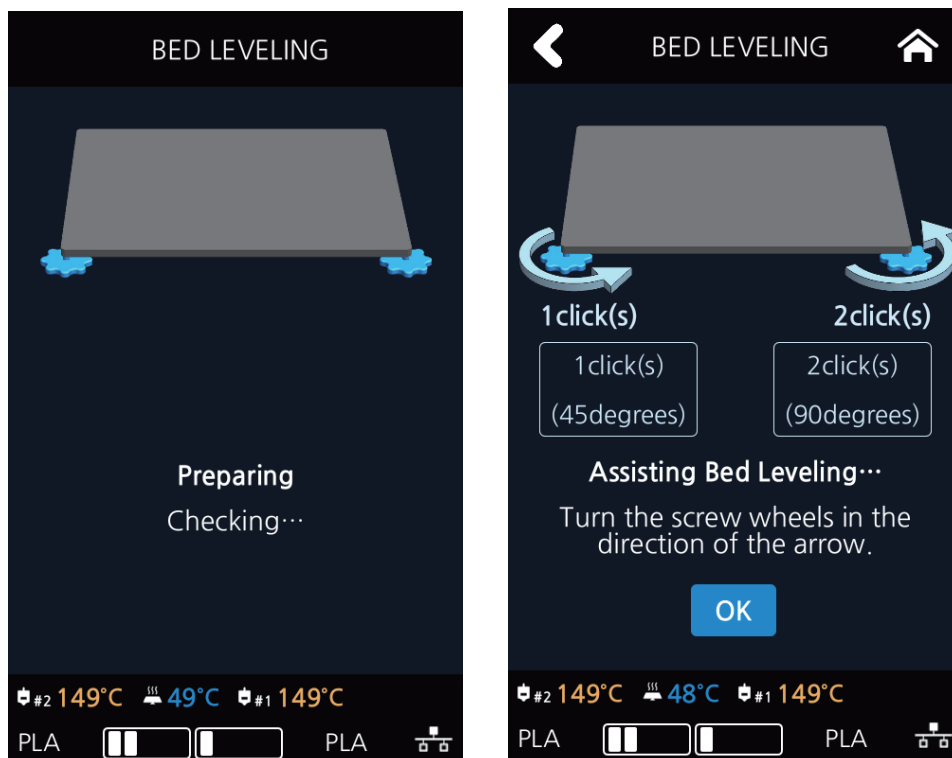 BED LEVELING
Preparing
Checking…
#2 149°C 49°C #1 149°C
PLA PLA
BED LEVELING
1click(s) 2click(s)
1click(s) 2click(s)
(45degrees) (90degrees)
Assisting Bed Leveling…
Turn the screw wheels in the
direction of the arrow.
OK
#2 149°C 48°C #1 149°C
PLA PLA